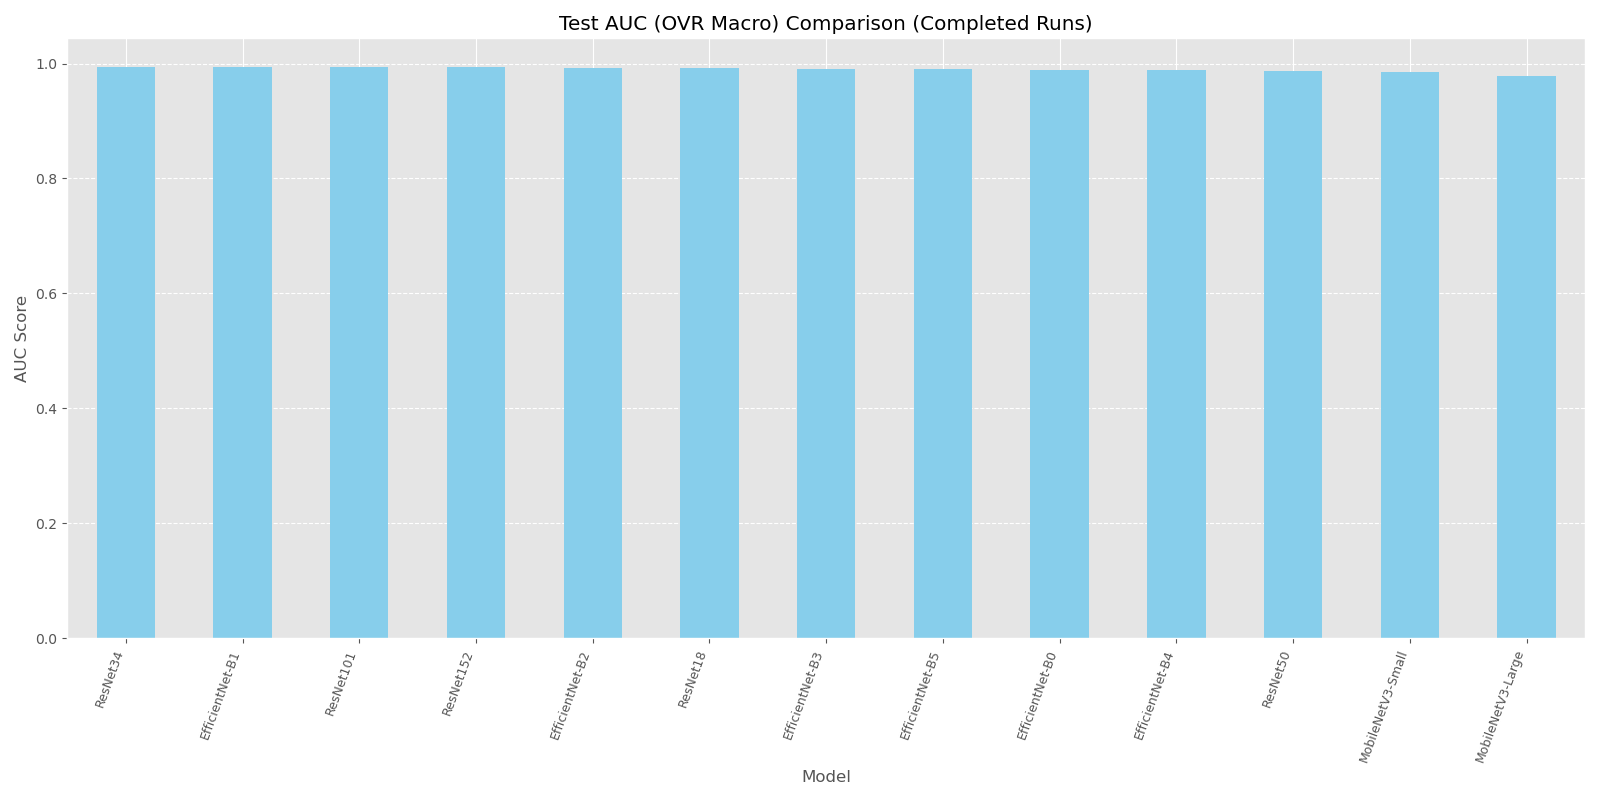 Test AUC (OVR Macro) Comparison (Completed Runs)
AUC Score
1.0
0.8
0.6
0.4
0.2
0.0
ResNet34
EfficientNet-B1
ResNet101
ResNet152
EfficientNet-B2
ResNet18
EfficientNet-B3
EfficientNet-B5
EfficientNet-B0
EfficientNet-B4
ResNet50
MobileNetV3-Small
MobileNetV3-Large
Model